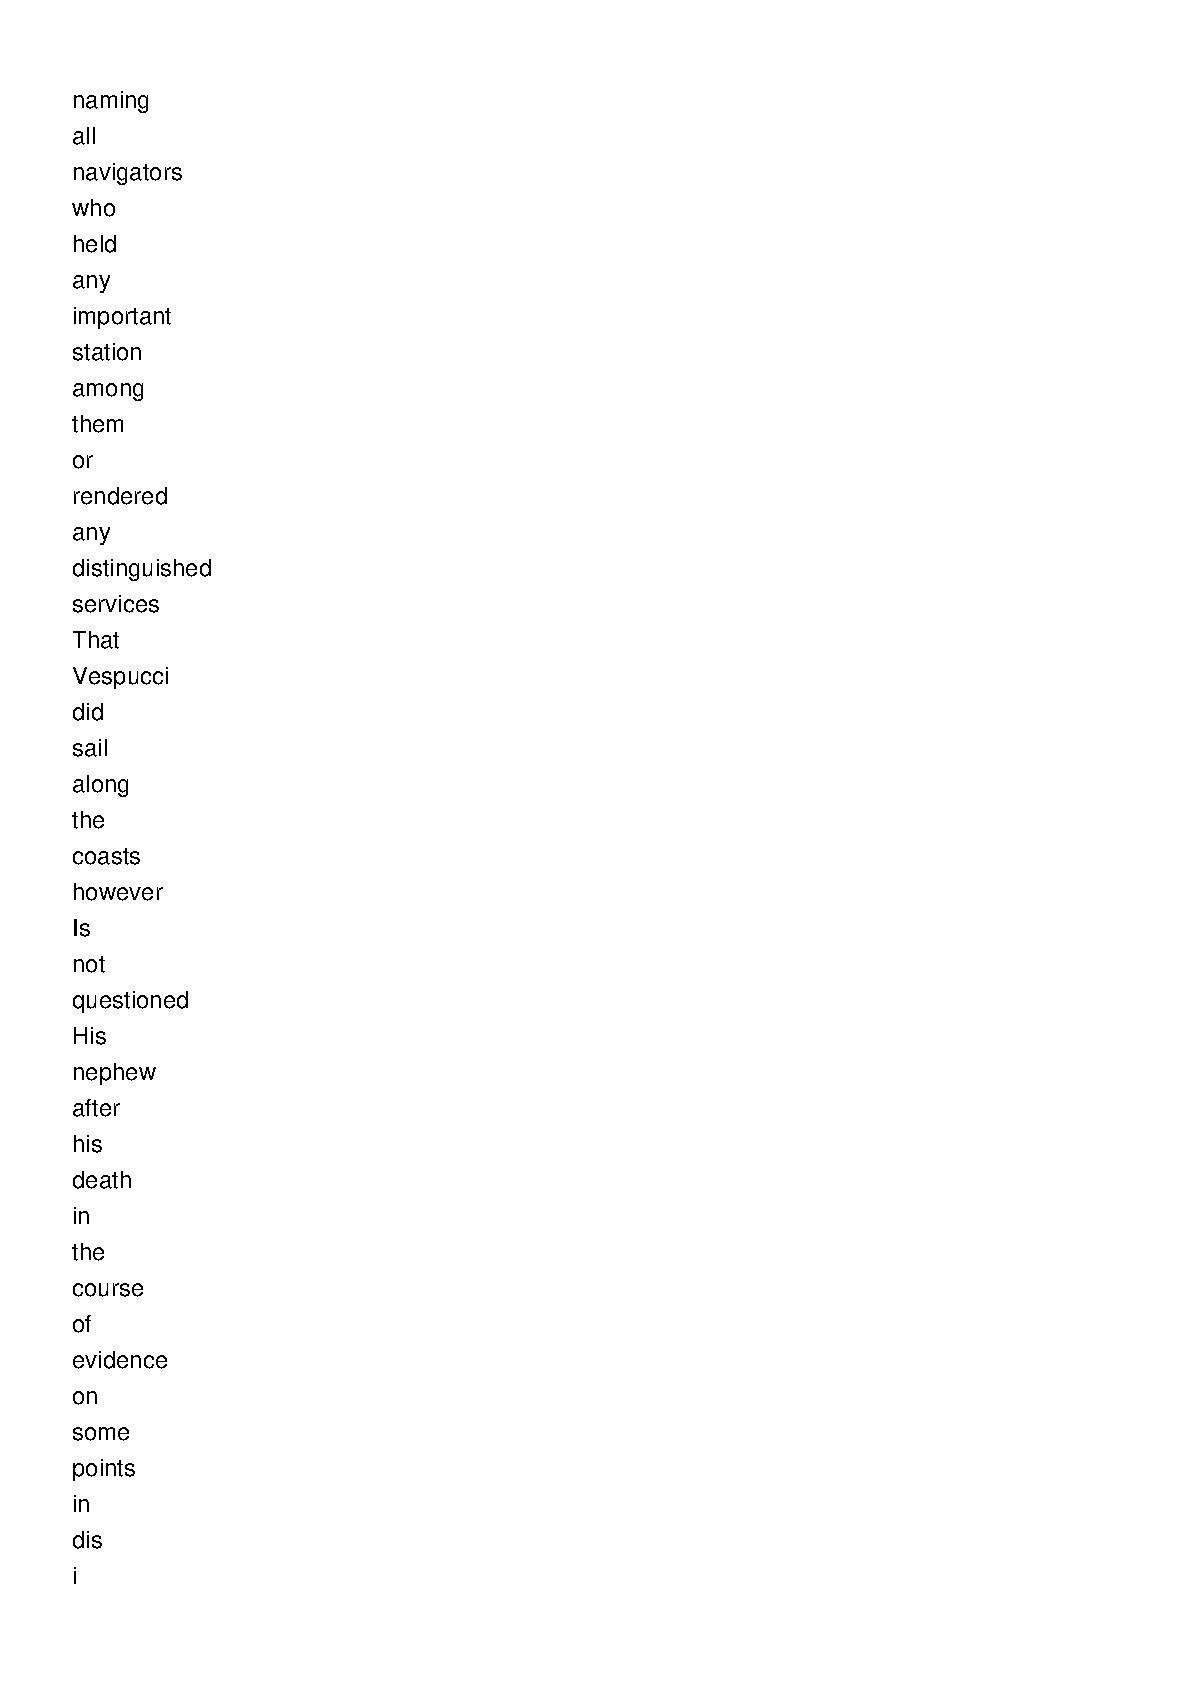 naming
all
navigators
who
held
any
important
station
among
them
or
rendered
any
distinguished
services
That
Vespucci
did
sail
along
the
coasts
however
Is
not
questioned
His
nephew
after
his
death
in
the
course
of
evidence
on
some
points
in
dis
i